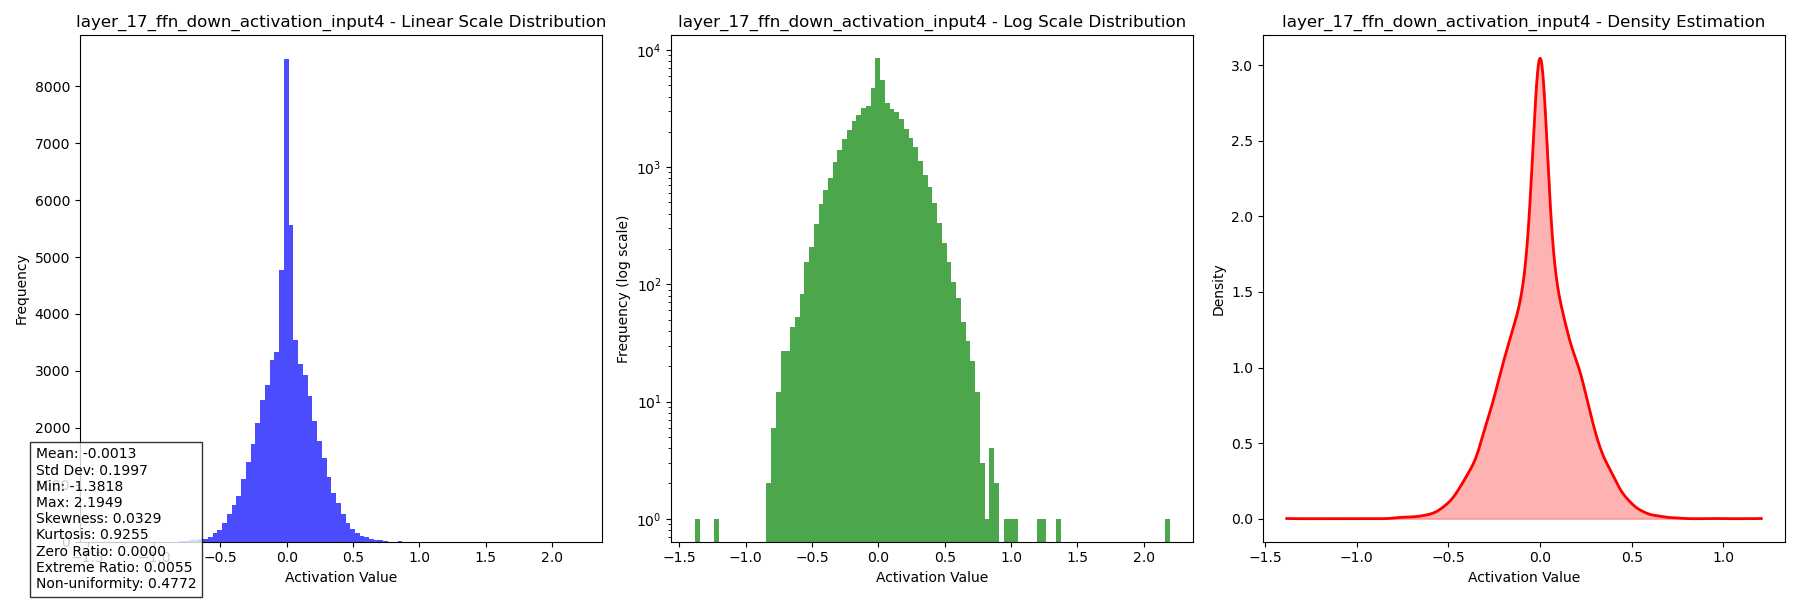 layer_17_ffn_down_activation_input4 - Linear Scale Distribution
Frequency
8000
7000
6000
5000
4000
3000
2000
0
Mean: -0.0013
Std Dev: 0.1997
Min: -1.3818
Max: 2.1949
Skewness: 0.0329
Kurtosis: 0.9255
Zero Ratio: 0.0000
Extreme Ratio: 0.0055
Non-uniformity: 0.4772
−0.5
0.0
0.5
1.0
1.5
2.0
Activation Value
layer_17_ffn_down_activation_input4 - Log Scale Distribution
Frequency (log scale)
10⁴
10³
10²
10¹
10⁰
−1.5
−1.0
−0.5
0.0
0.5
1.0
1.5
2.0
Activation Value
layer_17_ffn_down_activation_input4 - Density Estimation
Density
3.0
2.5
2.0
1.5
1.0
0.5
0.0
−1.5
−1.0
−0.5
0.0
0.5
1.0
Activation Value